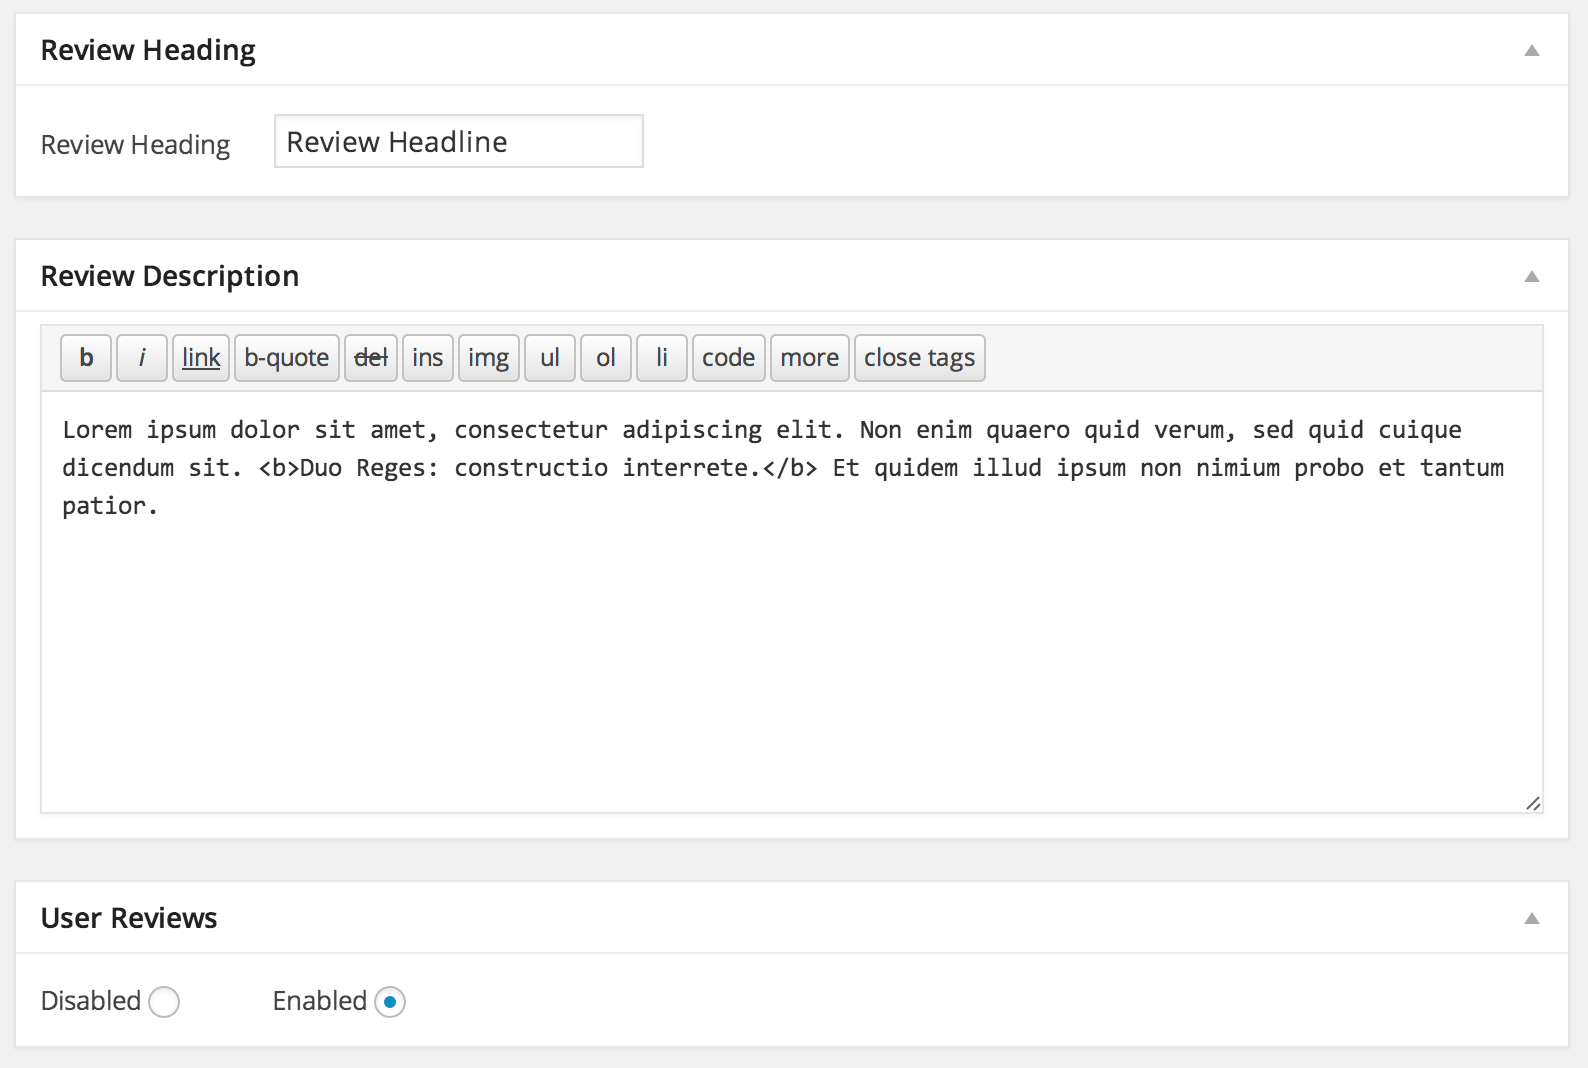 Review Heading
Review Heading Review Headline
Review Description
b i link b-quote del ins img ul ol li code more close tags
Lorem ipsum dolor sit amet, consectetur adipiscing elit. Non enim quaero quid verum, sed quid cuique
dicendum sit. <b>Duo Reges: constructio interrete.</b> Et quidem illud ipsum non nimium probo et tantum
patior.
User Reviews
Disabled Enabled